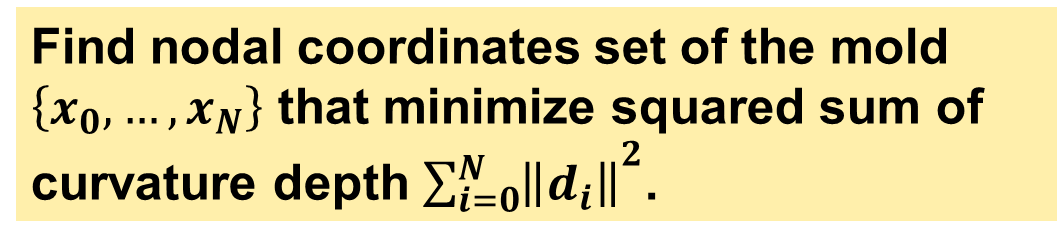 Find nodal coordinates set of the mold
{x₀, … , x_N} that minimize squared sum of
curvature depth ∑ᵢ₌₀ᴺ‖dᵢ‖².